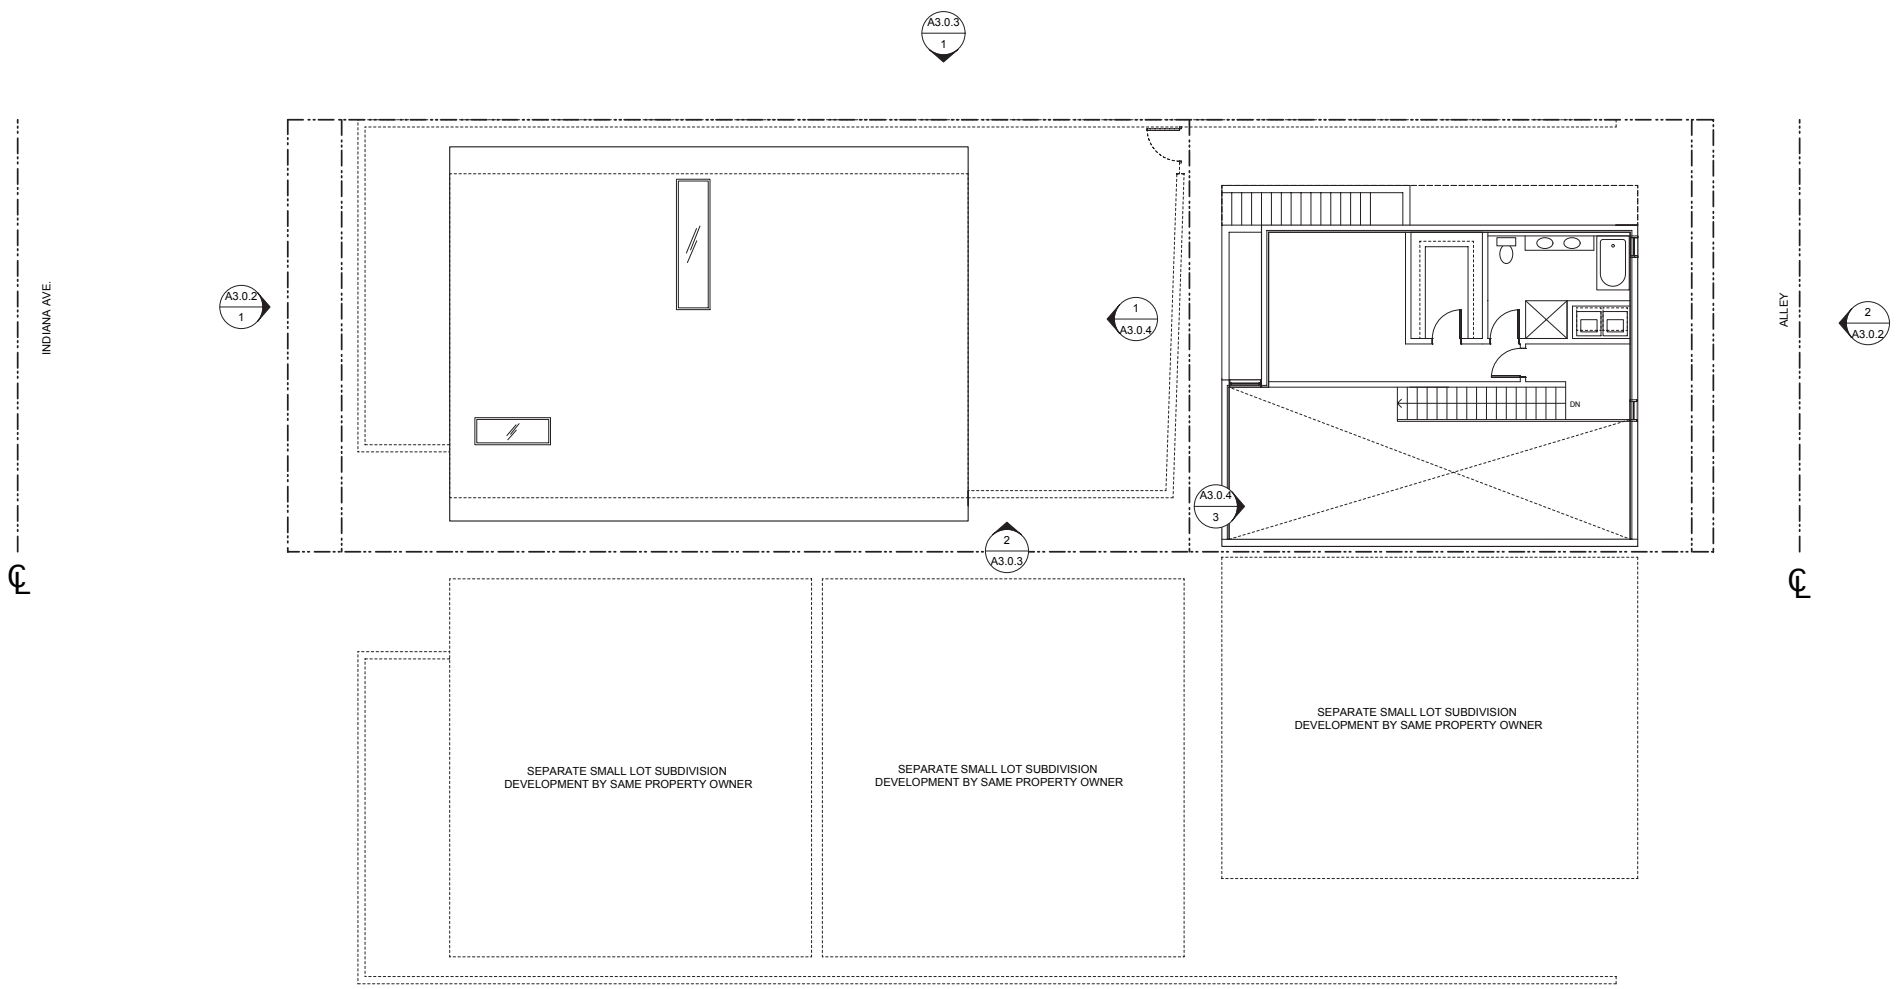 A3.0.3
1
INDIANA AVE.
A3.0.2
1
1
A3.0.4
ALLEY
2
A3.0.2
DN
A3.0.4
3
2
A3.0.3
℄
℄
SEPARATE SMALL LOT SUBDIVISION
DEVELOPMENT BY SAME PROPERTY OWNER
SEPARATE SMALL LOT SUBDIVISION
DEVELOPMENT BY SAME PROPERTY OWNER
SEPARATE SMALL LOT SUBDIVISION
DEVELOPMENT BY SAME PROPERTY OWNER